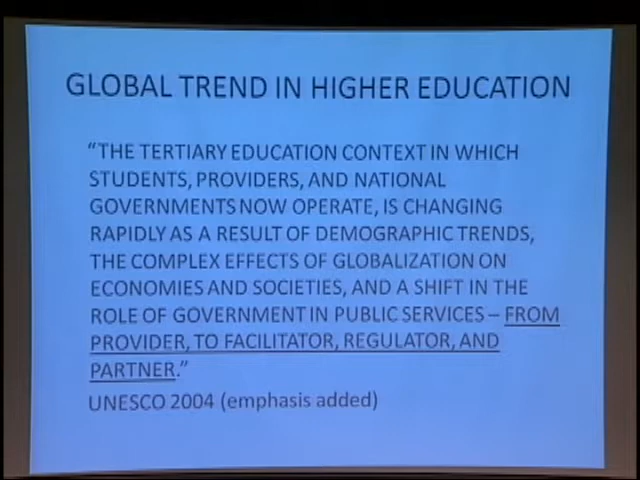 GLOBAL TREND IN HIGHER EDUCATION
“THE TERTIARY EDUCATION CONTEXT IN WHICH
STUDENTS, PROVIDERS, AND NATIONAL
GOVERNMENTS NOW OPERATE, IS CHANGING
RAPIDLY AS A RESULT OF DEMOGRAPHIC TRENDS,
THE COMPLEX EFFECTS OF GLOBALIZATION ON
ECONOMIES AND SOCIETIES, AND A SHIFT IN THE
ROLE OF GOVERNMENT IN PUBLIC SERVICES – FROM
PROVIDER, TO FACILITATOR, REGULATOR, AND
PARTNER.”
UNESCO 2004 (emphasis added)